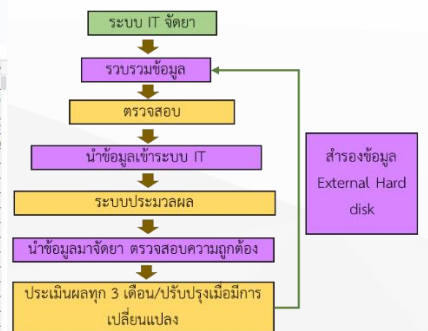 ระบบ IT จัดยา
รวบรวมข้อมูล
ตรวจสอบ
นำข้อมูลเข้าระบบ IT
ระบบประมวลผล
นำข้อมูลมาจัดยา ตรวจสอบความถูกต้อง
ประเมินผลทุก 3 เดือน/ปรับปรุงเมื่อมีการ
เปลี่ยนแปลง
สำรองข้อมูล
External Hard
disk